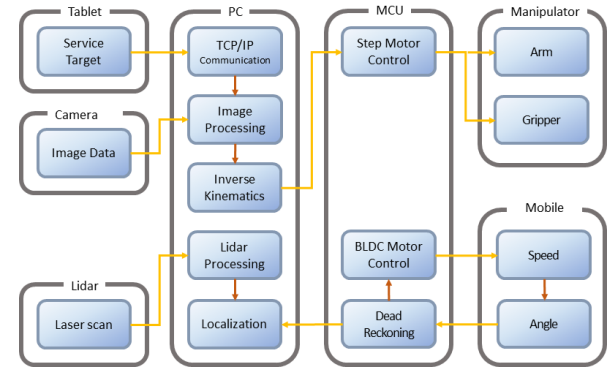 Tablet
PC
MCU
Manipulator
Service
Target
TCP/IP
Communication
Step Motor
Control
Arm
Camera
Image
Processing
Gripper
Image Data
Inverse
Kinematics
Mobile
Lidar
Processing
BLDC Motor
Control
Speed
Lidar
Laser scan
Localization
Dead
Reckoning
Angle